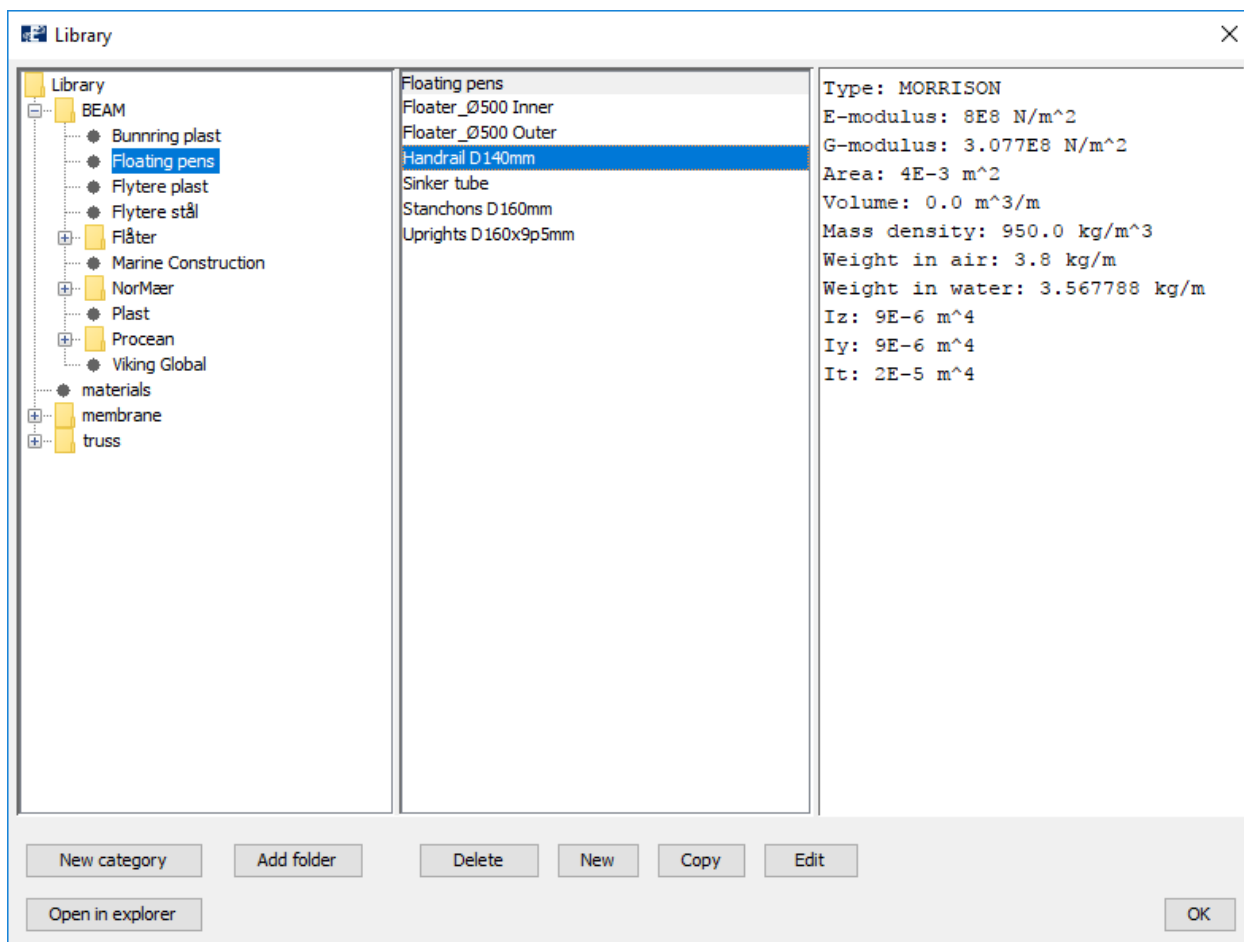 Library
Library
BEAM
Bunnring plast
Floating pens
Flytere plast
Flytere stål
Flåter
Marine Construction
NorMær
Plast
Procean
Viking Global
materials
membrane
truss
Floating pens
Floater_Ø500 Inner
Floater_Ø500 Outer
Handrail D140mm
Sinker tube
Stanchons D160mm
Uprights D160x9p5mm
Type: MORRISON
E-modulus: 8E8 N/m^2
G-modulus: 3.077E8 N/m^2
Area: 4E-3 m^2
Volume: 0.0 m^3/m
Mass density: 950.0 kg/m^3
Weight in air: 3.8 kg/m
Weight in water: 3.567788 kg/m
Iz: 9E-6 m^4
Iy: 9E-6 m^4
It: 2E-5 m^4
New category Add folder Delete New Copy Edit
Open in explorer OK